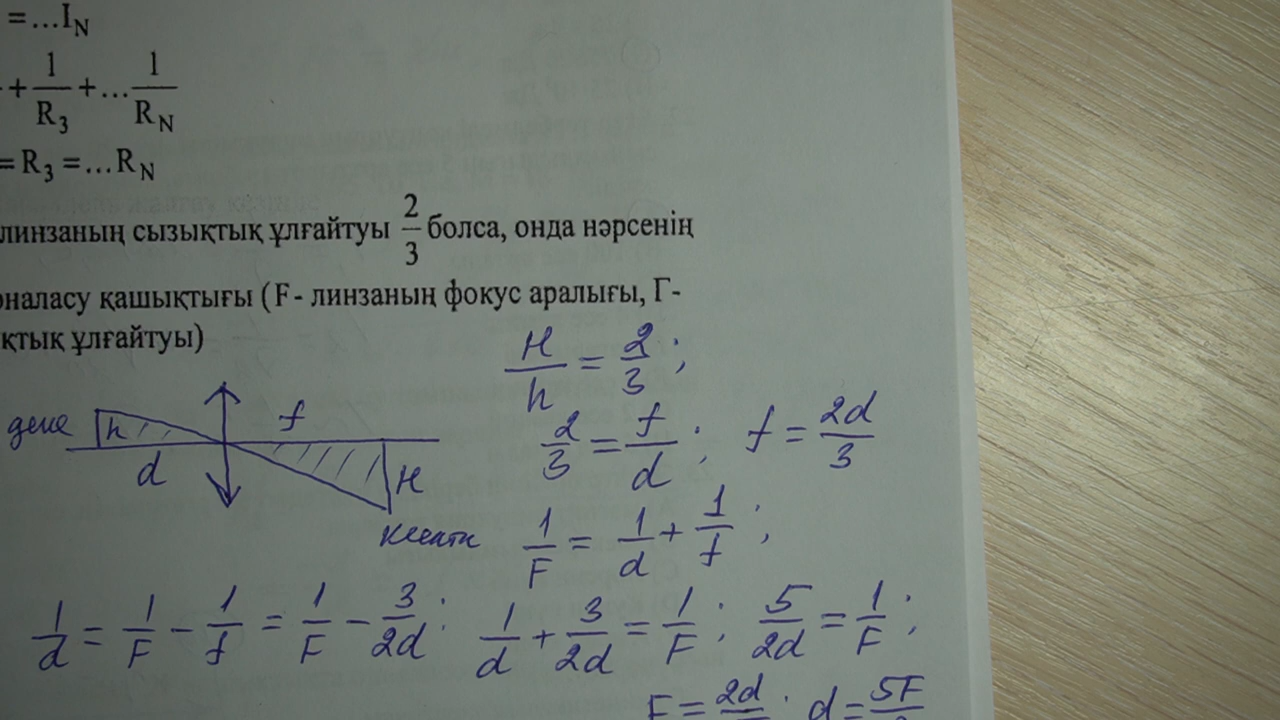 = ...I_N
+ 1/R_3 + ... 1/R_N
= R_3 = ...R_N
линзаның сызықтық ұлғайтуы 2/3 болса, онда нәрсенің
оналасу қашықтығы (F - линзаның фокус аралығы, Г-
қтық ұлғайтуы)
H/h = 2/3 ;
дене h d f H
2/3 = f/d ; f = 2d/3
1/F = 1/d + 1/f ;
1/d = 1/F - 1/f = 1/F - 3/2d ; 1/d + 3/2d = 1/F ; 5/2d = 1/F ;
F = 2d ; d = 5F